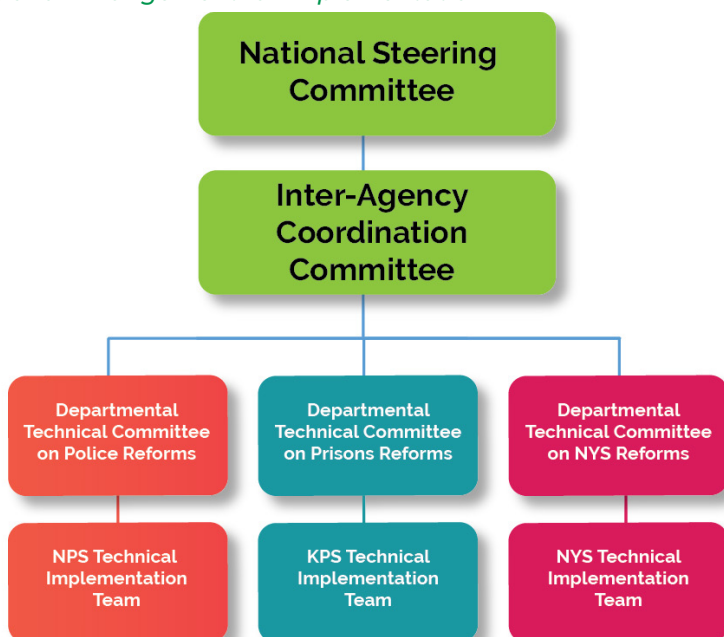 National Steering
Committee
Inter-Agency
Coordination
Committee
Departmental
Technical Committee
on Police Reforms
Departmental
Technical Committee
on Prisons Reforms
Departmental
Technical Committee
on NYS Reforms
NPS Technical
Implementation
Team
KPS Technical
Implementation
Team
NYS Technical
Implementation
Team